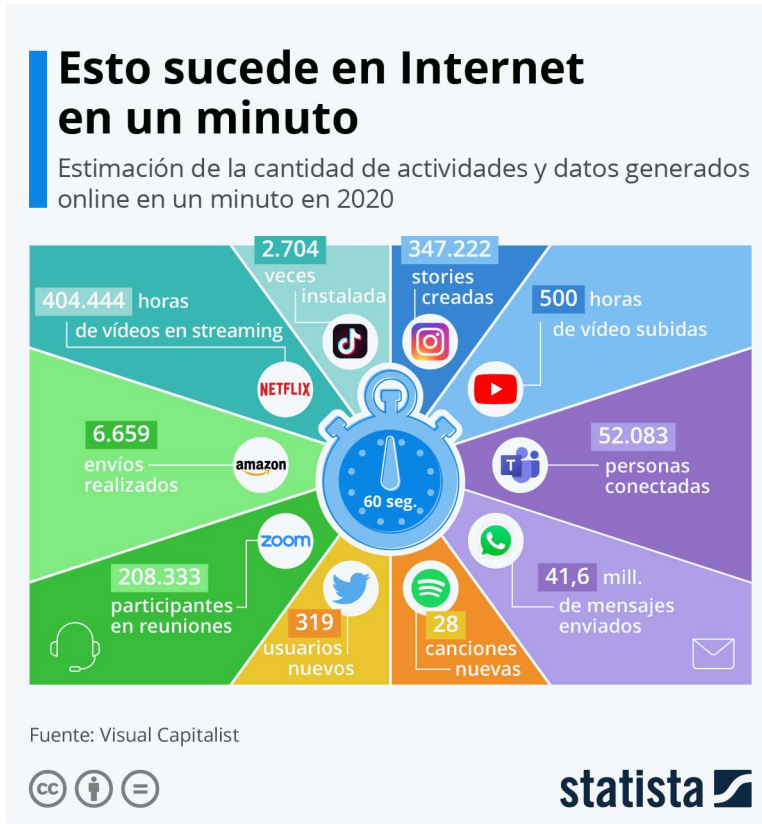 Esto sucede en Internet
en un minuto
Estimación de la cantidad de actividades y datos generados
online en un minuto en 2020
2.704
veces
instalada
347.222
stories
creadas
404.444 horas
de vídeos en streaming
NETFLIX
500 horas
de vídeo subidas
6.659
envíos
realizados
amazon
52.083
personas
conectadas
T
60 seg.
zoom
208.333
participantes
en reuniones
41,6 mill.
de mensajes
enviados
319
usuarios
nuevos
28
canciones
nuevas
Fuente: Visual Capitalist
cc
statista